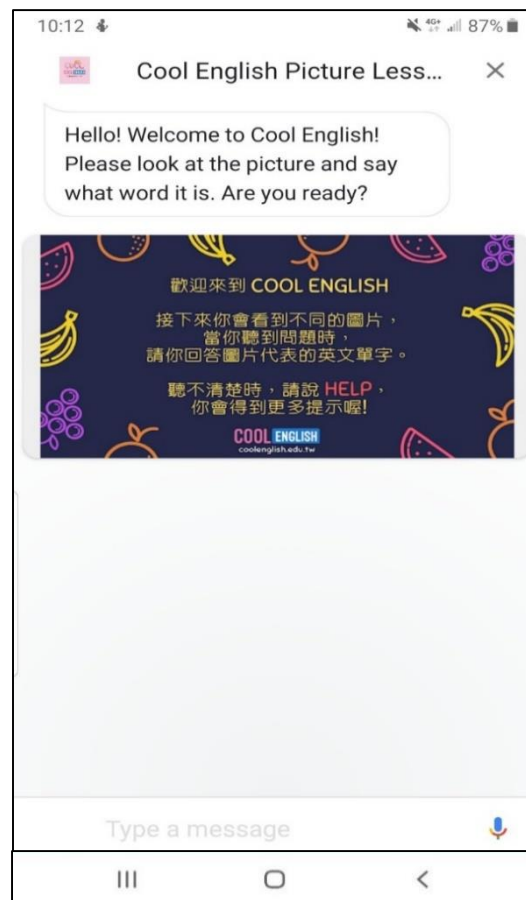 10:12
4G+
87%
Cool English Picture Less...
Hello! Welcome to Cool English!
Please look at the picture and say
what word it is. Are you ready?
歡迎來到 COOL ENGLISH
接下來你會看到不同的圖片，
當你聽到問題時，
請你回答圖片代表的英文單字。
聽不清楚時，請說 HELP，
你會得到更多提示喔!
COOL ENGLISH
coolenglish.edu.tw
Type a message